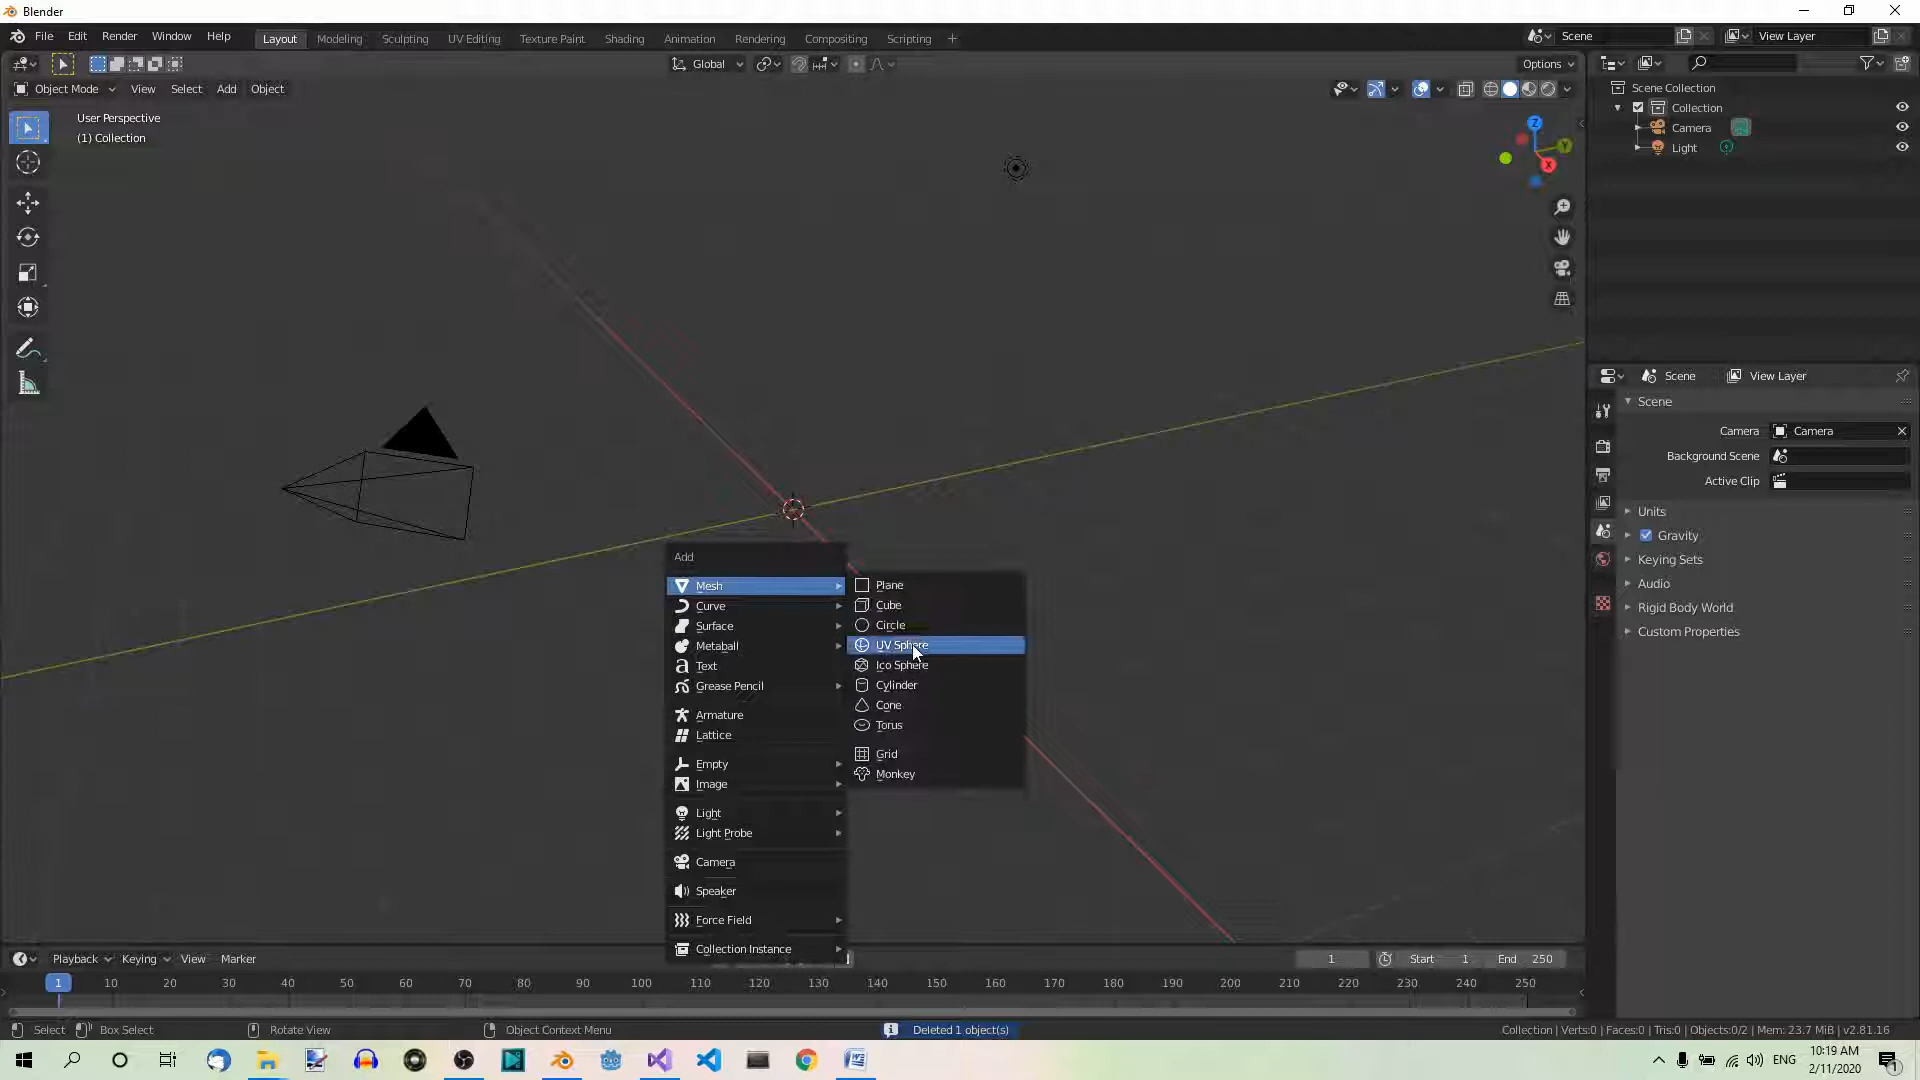 Blender
File Edit Render Window Help
Layout Modeling Sculpting UV Editing Texture Paint Shading Animation Rendering Compositing Scripting +
Scene
View Layer
Global
Options
Object Mode View Select Add Object
User Perspective
(1) Collection
Z
Y
X
Scene Collection
Collection
Camera
Light
Scene View Layer
Scene
Camera Camera
Background Scene
Active Clip
Units
Gravity
Keying Sets
Audio
Rigid Body World
Custom Properties
Add
Mesh
Curve
Surface
Metaball
Text
Grease Pencil
Armature
Lattice
Empty
Image
Light
Light Probe
Camera
Speaker
Force Field
Collection Instance
Plane
Cube
Circle
UV Sphere
Ico Sphere
Cylinder
Cone
Torus
Grid
Monkey
Playback Keying View Marker
1 Start 1 End 250
1 10 20 30 40 50 60 70 80 90 100 110 120 130 140 150 160 170 180 190 200 210 220 230 240 250
Select Box Select Rotate View Object Context Menu Deleted 1 object(s) Collection | Verts:0 | Faces:0 | Tris:0 | Objects:0/2 | Mem: 23.7 MiB | v2.81.16
ENG
10:19 AM
2/11/2020
1